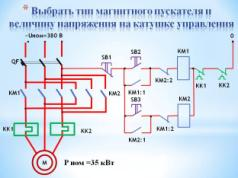 * Выбрать тип магнитного пускателя и
величину напряжения на катушке управления
~Uном=380 В
0
QF
SB1
SB2
KM1
KM2:2
KM1:1
KK1
KK2
KM1
KM2
SB3
KM2
KM1:2
KM2:1
KK1
KK2
М
Р ном =35 кВт